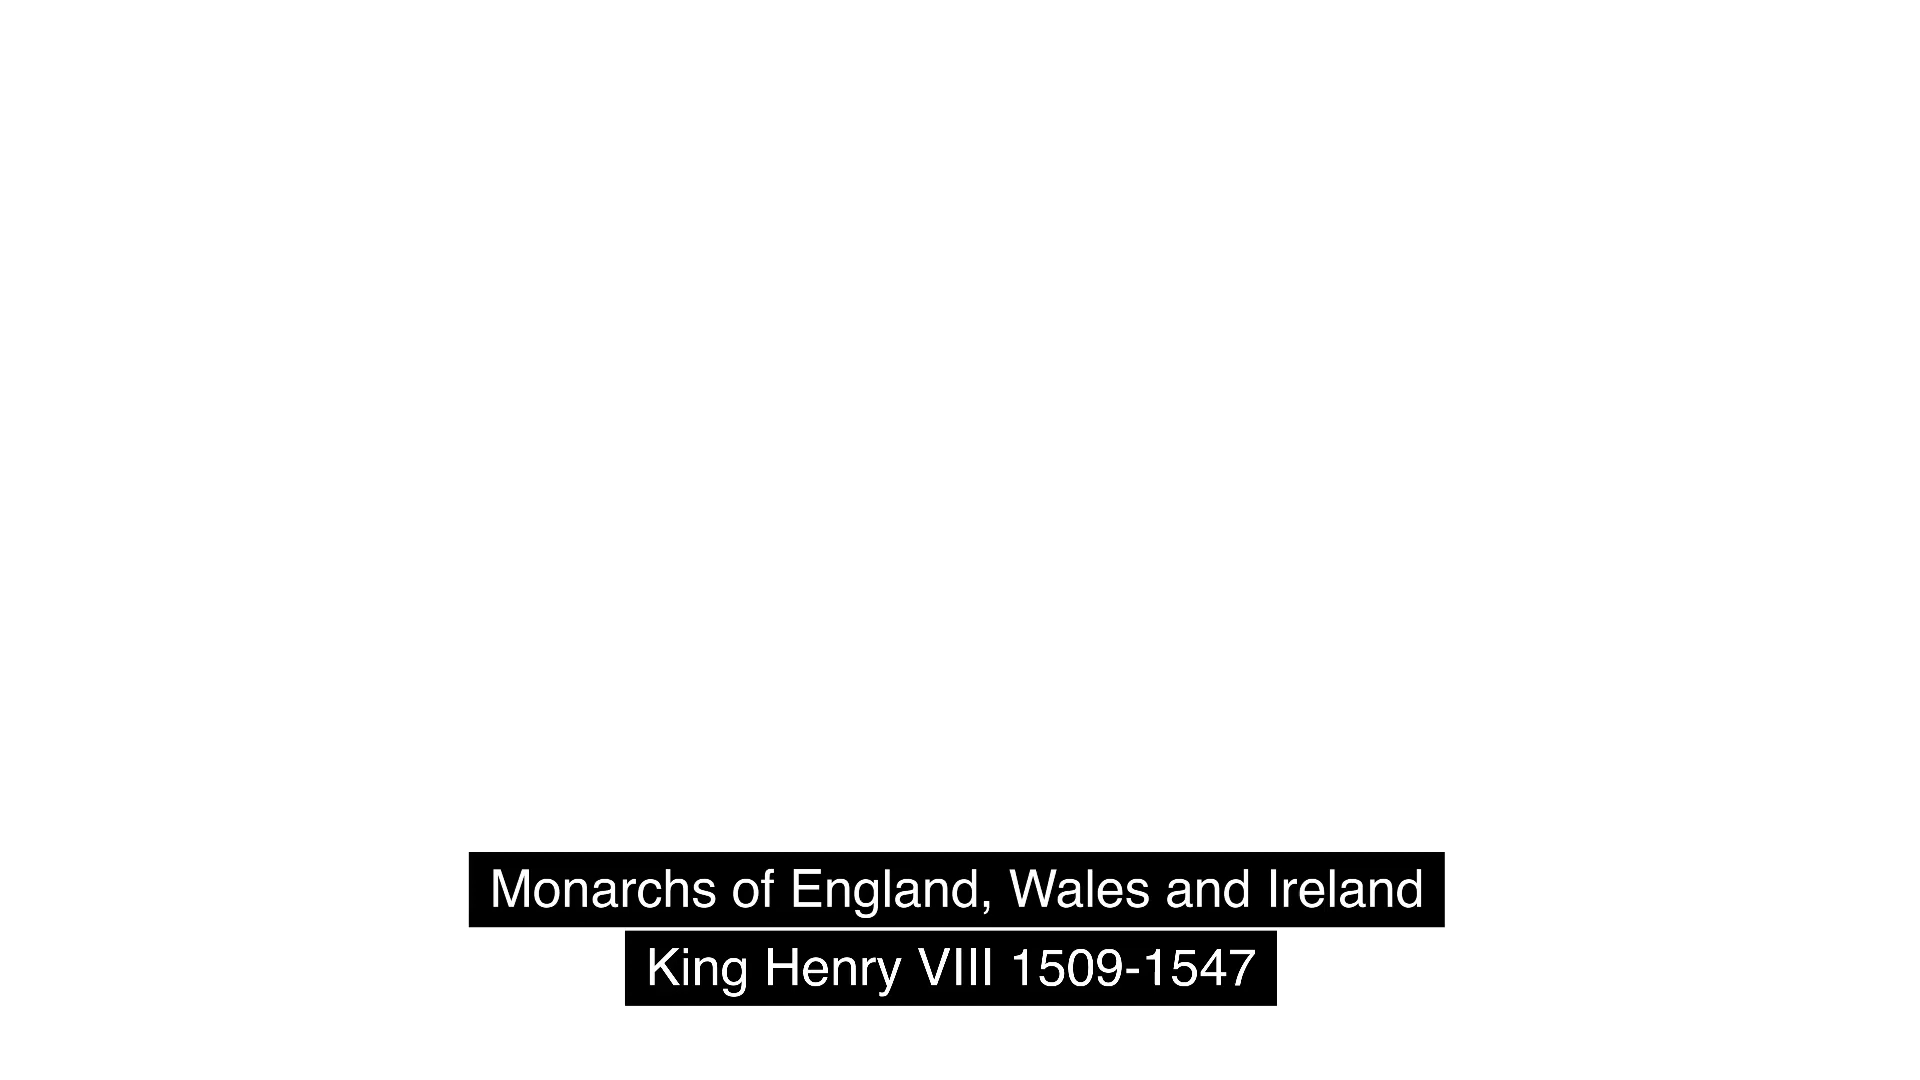 Monarchs of England, Wales and Ireland
King Henry VIII 1509-1547